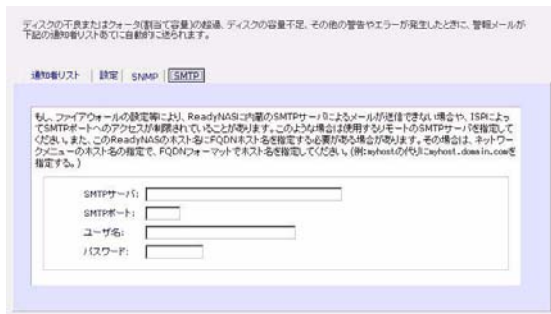 ディスクの不良またはクォータ(割当て容量)の超過、ディスクの容量不足、その他の警告やエラーが発生したときに、警報メールが
下記の通知者リストあてに自動的に送られます。
通知者リスト | 設定 | SNMP | SMTP
もし、ファイアウォールの設定等により、ReadyNASに内蔵のSMTPサーバによるメールが送信できない場合や、ISPによっ
てSMTPポートへのアクセスが制限されていることがあります。このような場合は使用するリモートのSMTPサーバを指定して
ください。また、このReadyNASのホスト名にFQDNホスト名を指定する必要がある場合があります。その場合は、ネットワー
クメニューのホスト名の指定で、FQDNフォーマットでホスト名を指定してください。(例:myhostの代りにmyhost.domain.comを
指定する。)
SMTPサーバ:
SMTPポート:
ユーザ名:
パスワード: